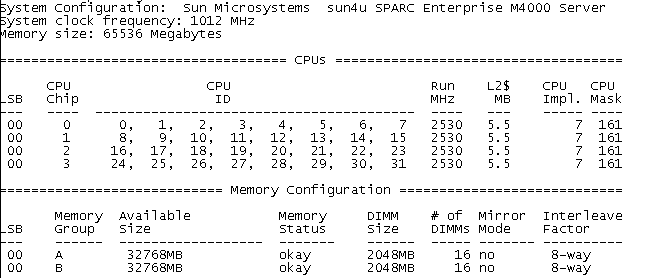 System Configuration:  Sun Microsystems  sun4u SPARC Enterprise M4000 Server
System clock frequency: 1012 MHz
Memory size: 65536 Megabytes
==================================== CPUs ====================================
     CPU                 CPU                         Run    L2$    CPU   CPU
LSB  Chip                 ID                         MHz     MB    Impl. Mask
---  ----  ----------------------------------------  ----   ---    ----- ----
00    0      0,   1,   2,   3,   4,   5,   6,   7    2530   5.5        7  161
00    1      8,   9,  10,  11,  12,  13,  14,  15    2530   5.5        7  161
00    2     16,  17,  18,  19,  20,  21,  22,  23    2530   5.5        7  161
00    3     24,  25,  26,  27,  28,  29,  30,  31    2530   5.5        7  161
============================ Memory Configuration ============================
     Memory  Available           Memory     DIMM    # of  Mirror  Interleave
LSB  Group   Size                Status     Size    DIMMs Mode    Factor
---  ------  ------------------  -------    ------  ----- ------- ----------
00    A        32768MB            okay       2048MB     16 no       8-way
00    B        32768MB            okay       2048MB     16 no       8-way